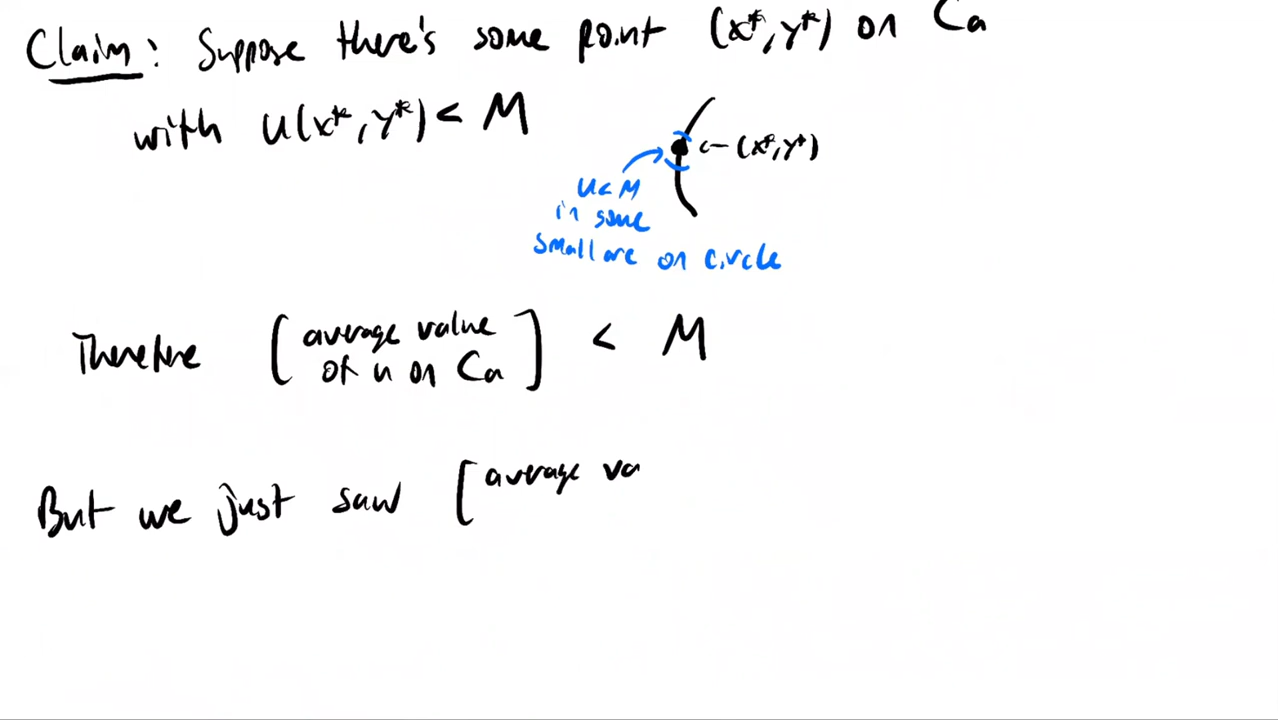 Claim: Suppose there's some point (x*, y*) on Ca
with u(x*, y*) < M
← (x*, y*)
u < M
in some
small arc on circle
Therefore [average value of u on Ca] < M
But we just saw [average va